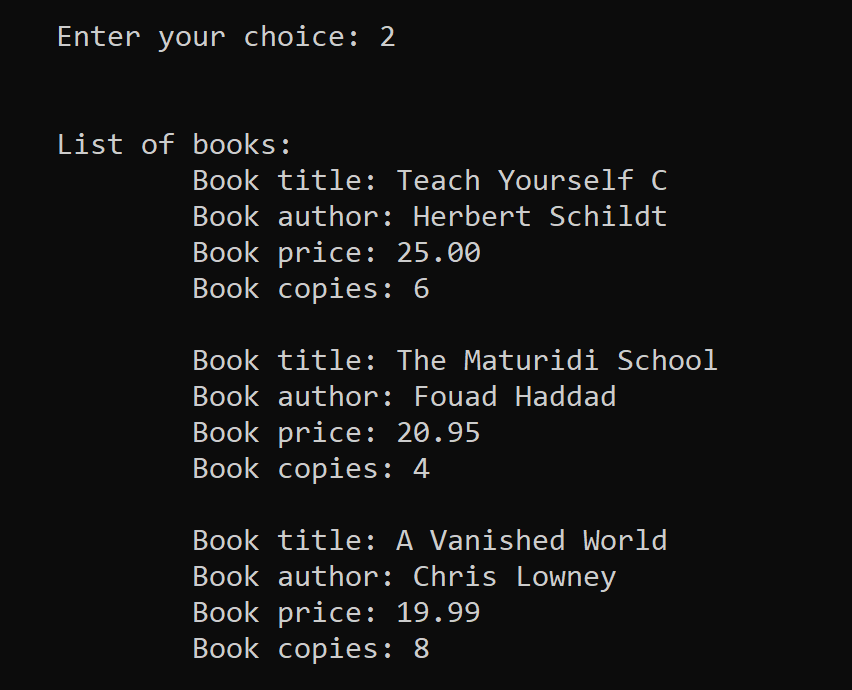 Enter your choice: 2
List of books:
Book title: Teach Yourself C
Book author: Herbert Schildt
Book price: 25.00
Book copies: 6
Book title: The Maturidi School
Book author: Fouad Haddad
Book price: 20.95
Book copies: 4
Book title: A Vanished World
Book author: Chris Lowney
Book price: 19.99
Book copies: 8